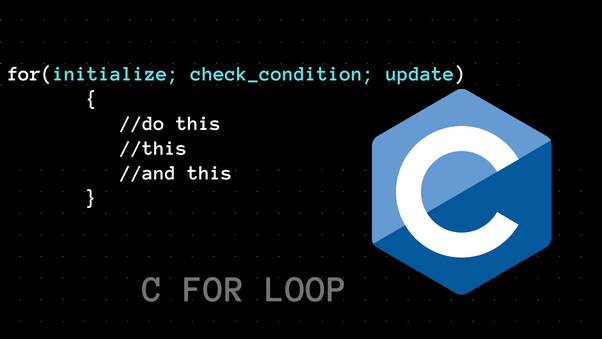 for(initialize; check_condition; update)
{
//do this
//this
//and this
}
C
C FOR LOOP